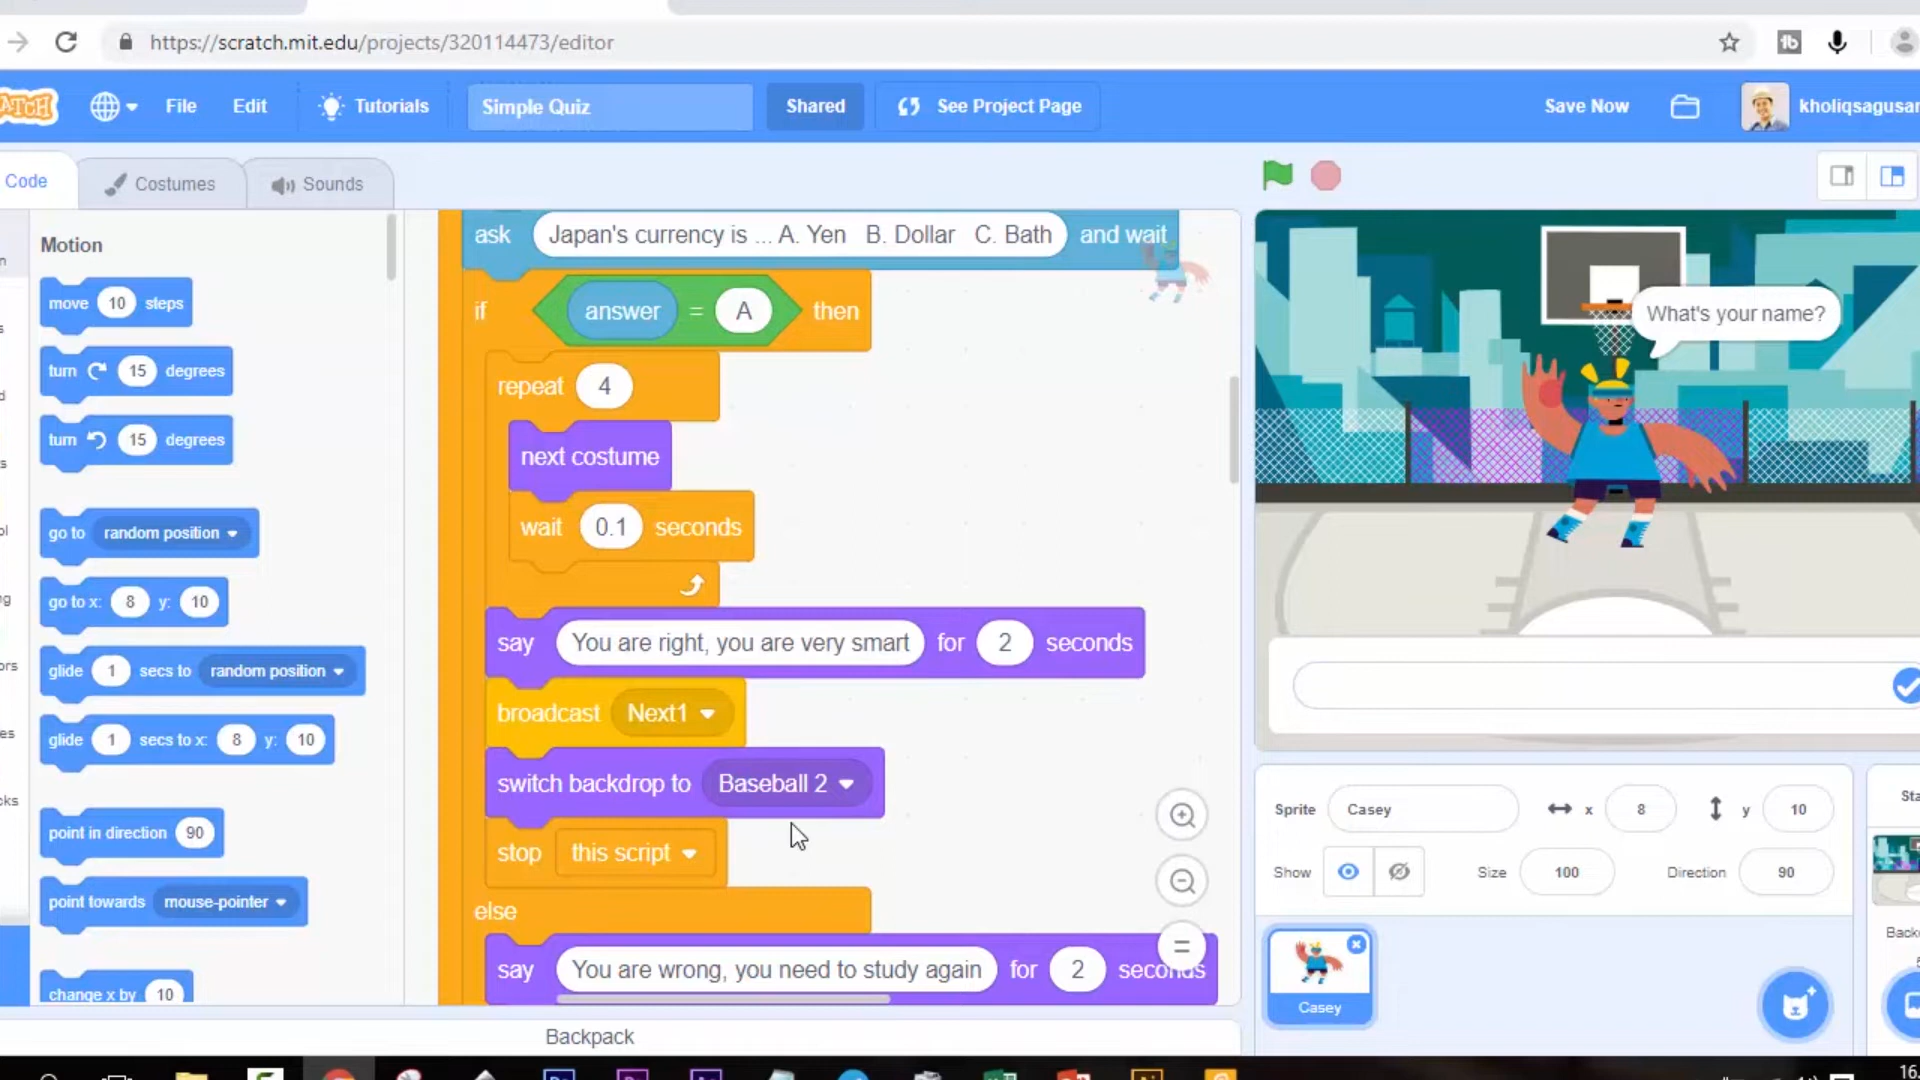 https://scratch.mit.edu/projects/320114473/editor
File
Edit
Tutorials
Simple Quiz
Shared
See Project Page
Save Now
kholiqsagusar
Code
Costumes
Sounds
Motion
move 10 steps
turn 15 degrees
turn 15 degrees
go to random position
go to x: 8 y: 10
glide 1 secs to random position
glide 1 secs to x: 8 y: 10
point in direction 90
point towards mouse-pointer
change x by 10
ask Japan's currency is ... A. Yen B. Dollar C. Bath and wait
if answer = A then
repeat 4
next costume
wait 0.1 seconds
say You are right, you are very smart for 2 seconds
broadcast Next1
switch backdrop to Baseball 2
stop this script
else
say You are wrong, you need to study again for 2 seconds
Backpack
What's your name?
Sprite Casey x 8 y 10
Show Size 100 Direction 90
Casey
Sta
Back
16.